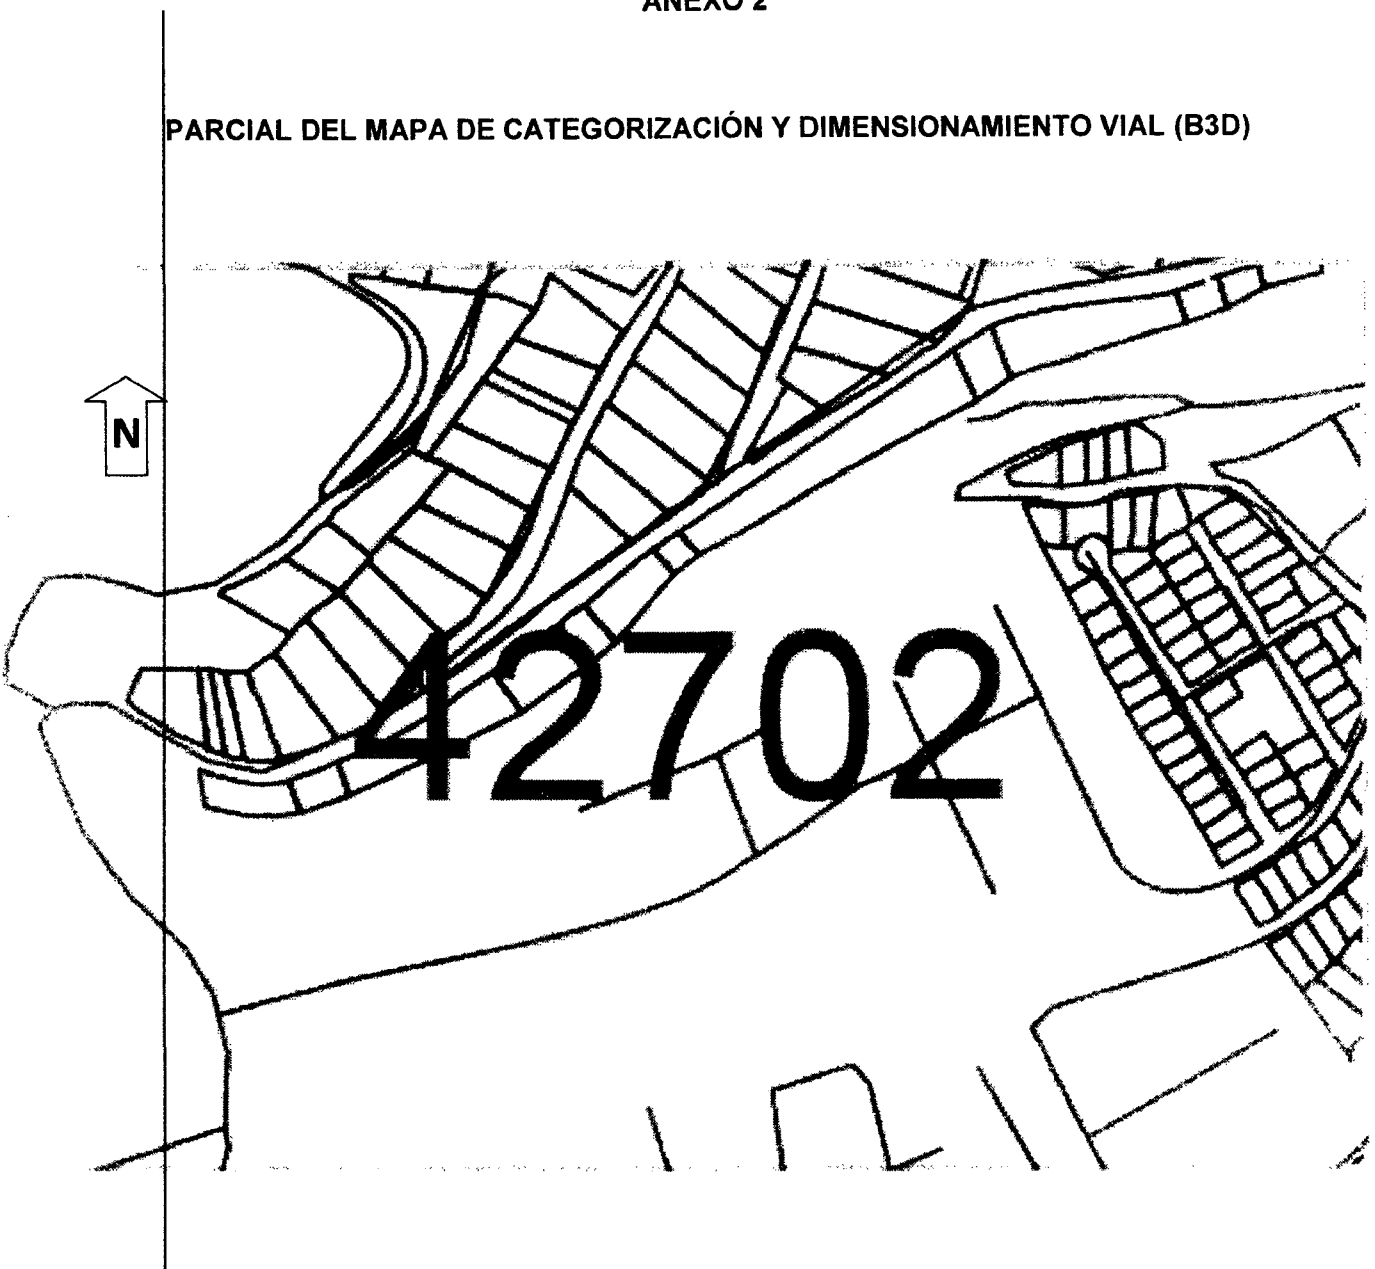 ANEXO 2
PARCIAL DEL MAPA DE CATEGORIZACIÓN Y DIMENSIONAMIENTO VIAL (B3D)
N
42702